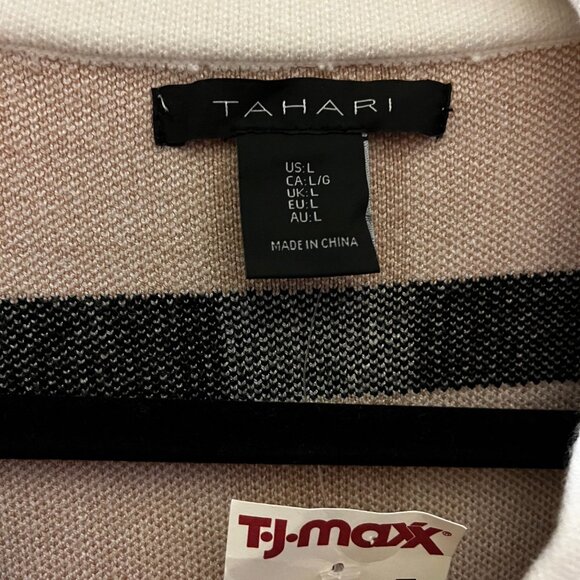 TAHARI
US: L
CA: L/G
UK: L
EU: L
AU: L
MADE IN CHINA
T·J·maxx